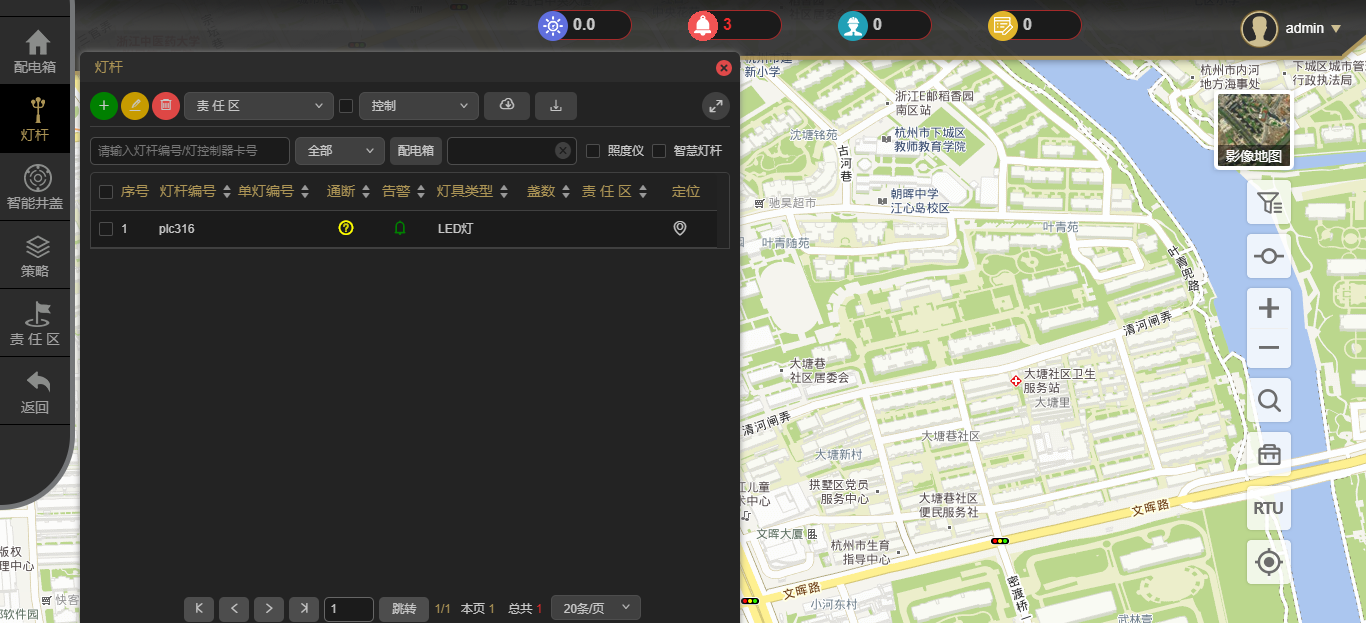 0.0
3
0
0
admin
配电箱
灯杆
智能井盖
策略
责 任 区
返回
灯杆
责 任 区
控制
请输入灯杆编号/灯控制器卡号
全部
配电箱
照度仪
智慧灯杆
序号 灯杆编号 单灯编号 通断 告警 灯具类型 盏数 责 任 区 定位
1 plc316 LED灯
1 跳转 1/1 本页 1 总共 1 20条/页
新小学
浙江E邮稻香园
南区站
杭州市内河
地方海事处
下城区城市管
行政执法局
影像地图
沈塘铭苑
杭州市下城区
教师教育学院
古河巷
朝晖中学
江心岛校区
驰昊超市
叶青随苑
叶青苑
叶青兜路
清河闸弄
大塘巷
社区居委会
大塘社区卫生
服务站
大塘里
清河闸弄
大塘巷社区
大塘新村
拱墅区党员
服务中心
大塘巷社区
便民服务社
江儿童
术中心
文晖大厦
杭州市生育
指导中心
文晖路
文晖路
小河东村
密渡桥
武林壹
RTU
版权
理中心
快客
部软件园